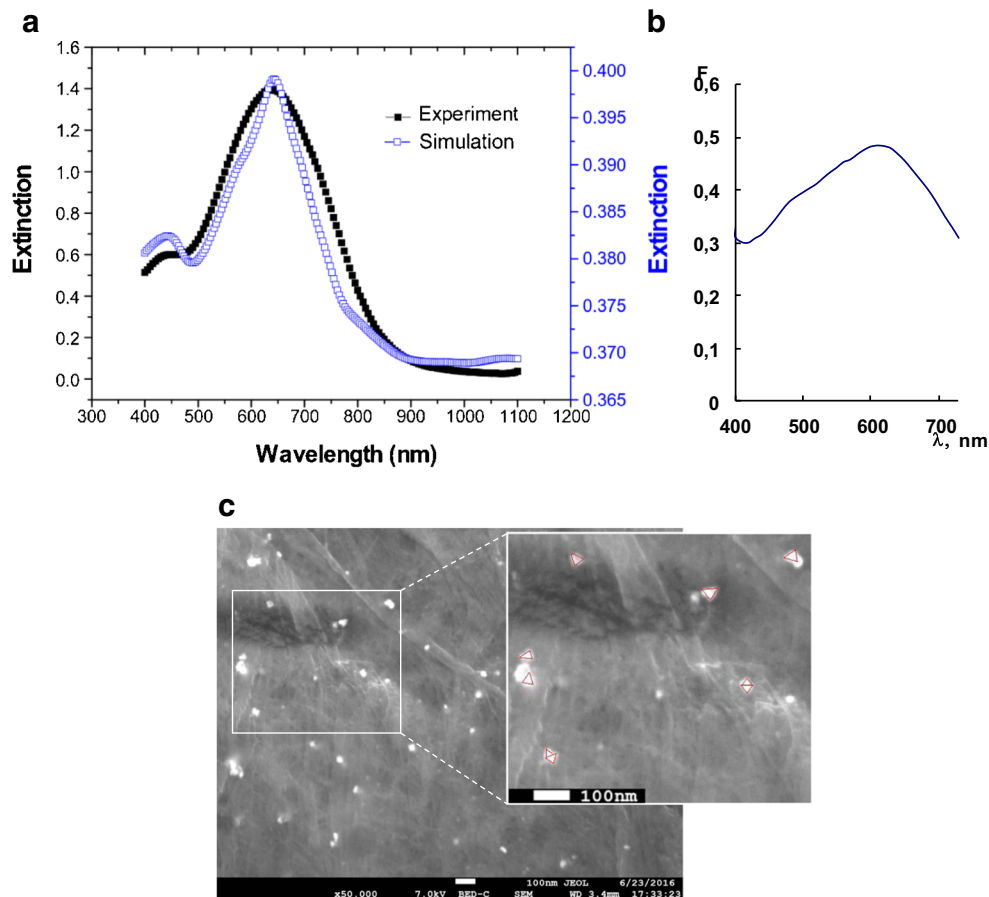 a
Extinction
1.6
1.4
1.2
1.0
0.8
0.6
0.4
0.2
0.0
Experiment
Simulation
0.400
0.395
0.390
0.385
0.380
0.375
0.370
0.365
Extinction
300 400 500 600 700 800 900 1000 1100 1200
Wavelength (nm)
b
F
0,6
0,5
0,4
0,3
0,2
0,1
0
400 500 600 700
λ, nm
c
100nm
100nm JEOL 6/23/2016
x50,000 7.0kV BED-C SEM WD 3.4mm 17:33:23